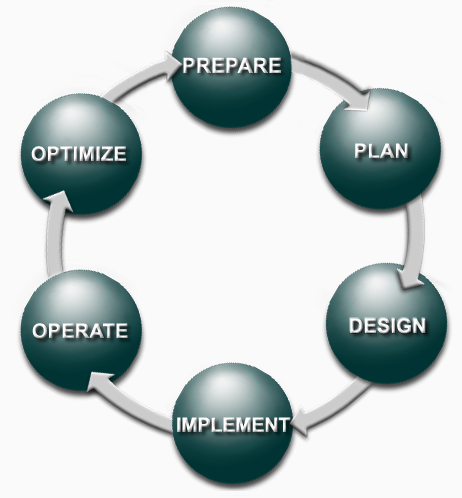 PREPARE
PLAN
DESIGN
IMPLEMENT
OPERATE
OPTIMIZE